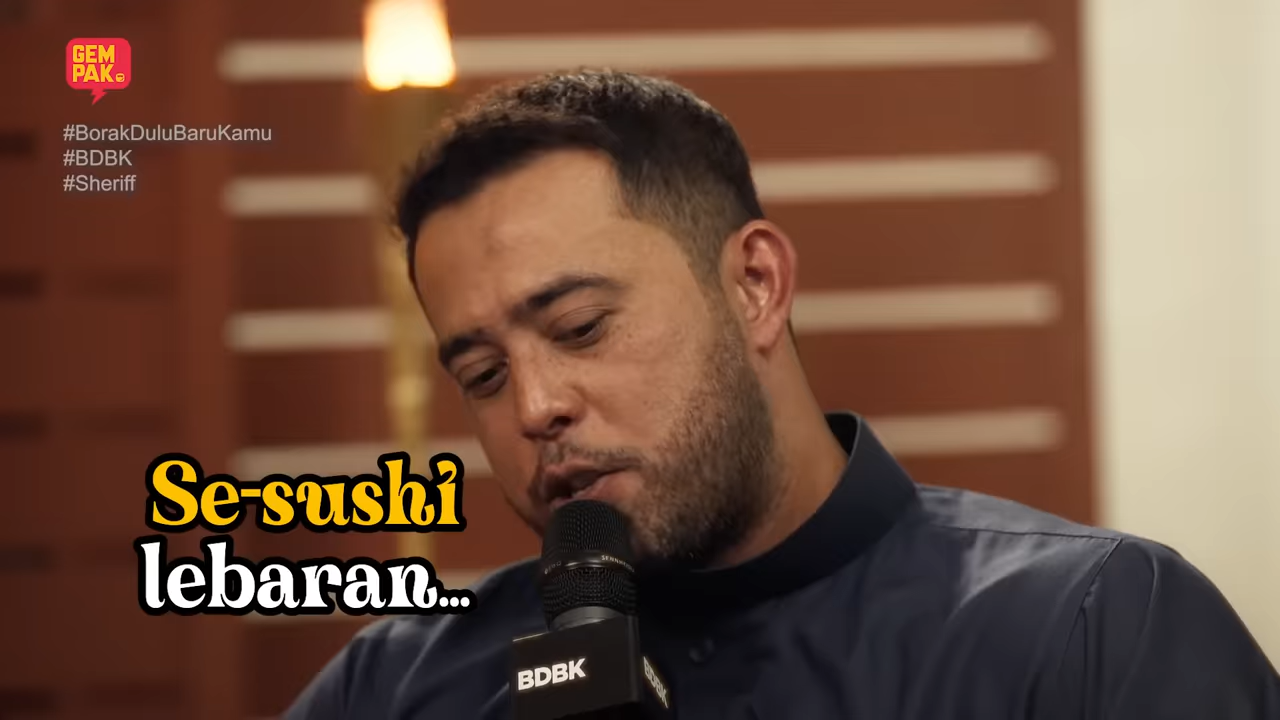 GEM
PAK
#BorakDuluBaruKamu
#BDBK
#Sheriff
Se-sushi
lebaran...
BDBK
BDBK